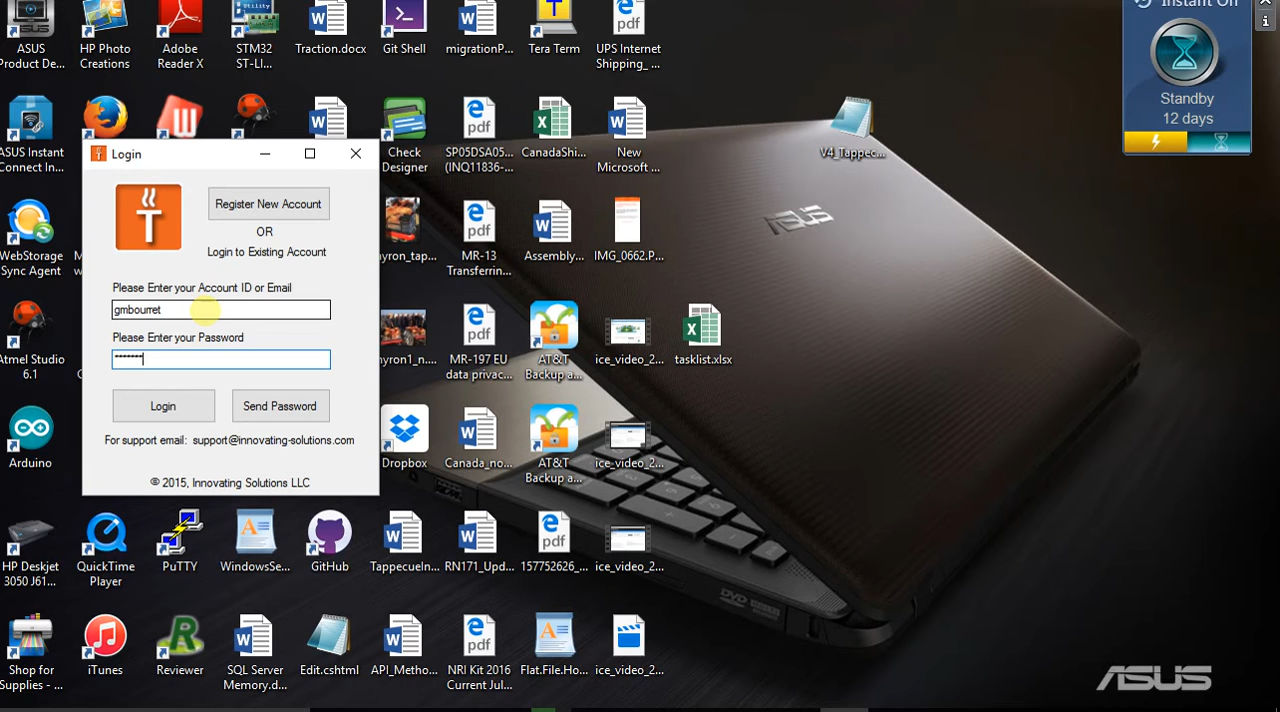 ASUS
Product De...
HP Photo
Creations
Adobe
Reader X
STM32
ST-LI...
Traction.docx
Git Shell
migrationP...
Tera Term
UPS Internet
Shipping_ ...
Instant On
Standby
12 days
ASUS Instant
Connect In...
Check
Designer
SP05DSA05...
(INQ11836-...
CanadaShi...
New
Microsoft ...
V4_Tappec...
Login
Register New Account
OR
Login to Existing Account
Please Enter your Account ID or Email
gmbourret
Please Enter your Password
*******
Login
Send Password
For support email: support@innovating-solutions.com
© 2015, Innovating Solutions LLC
WebStorage
Sync Agent
yron_tap...
MR-13
Transferrin...
Assembly...
IMG_0662.P...
Atmel Studio
6.1
yron1_n...
MR-197 EU
data privac...
AT&T
Backup a...
ice_video_2...
tasklist.xlsx
Arduino
Dropbox
Canada_no...
AT&T
Backup a...
ice_video_2...
HP Deskjet
3050 J61...
QuickTime
Player
PuTTY
WindowsSe...
GitHub
TappecueIn...
RN171_Upd...
157752626_...
ice_video_2...
Shop for
Supplies - ...
iTunes
Reviewer
SQL Server
Memory.d...
Edit.cshtml
API_Metho...
NRI Kit 2016
Current Jul...
Flat.File.Ho...
ice_video_2...
ASUS
DVD
ASUS